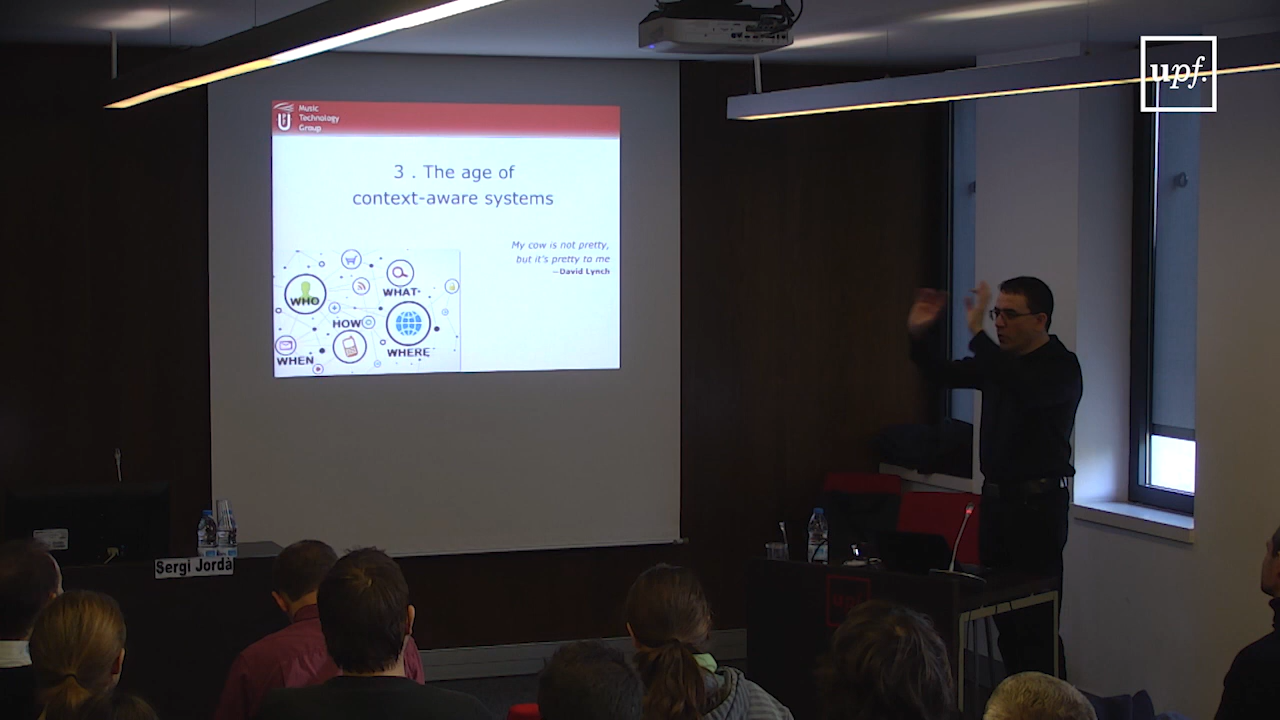 upf.
Music
Technology
Group
3 . The age of
context-aware systems
My cow is not pretty,
but it's pretty to me
—David Lynch
WHO
WHAT
HOW
WHERE
WHEN
Sergi Jordà